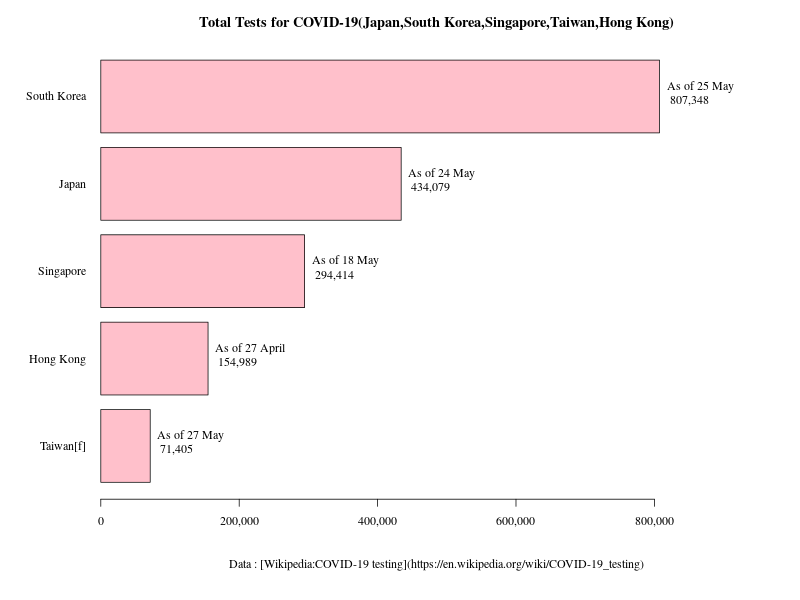 Total Tests for COVID-19(Japan,South Korea,Singapore,Taiwan,Hong Kong)
South Korea
As of 25 May
807,348
Japan
As of 24 May
434,079
Singapore
As of 18 May
294,414
Hong Kong
As of 27 April
154,989
Taiwan[f]
As of 27 May
71,405
0 200,000 400,000 600,000 800,000
Data : [Wikipedia:COVID-19 testing](https://en.wikipedia.org/wiki/COVID-19_testing)